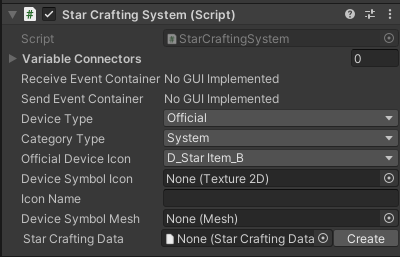 Star Crafting System (Script)
Script StarCraftingSystem
Variable Connectors 0
Receive Event Container No GUI Implemented
Send Event Container No GUI Implemented
Device Type Official
Category Type System
Official Device Icon D_Star Item_B
Device Symbol Icon None (Texture 2D)
Icon Name
Device Symbol Mesh None (Mesh)
Star Crafting Data None (Star Crafting Data Create